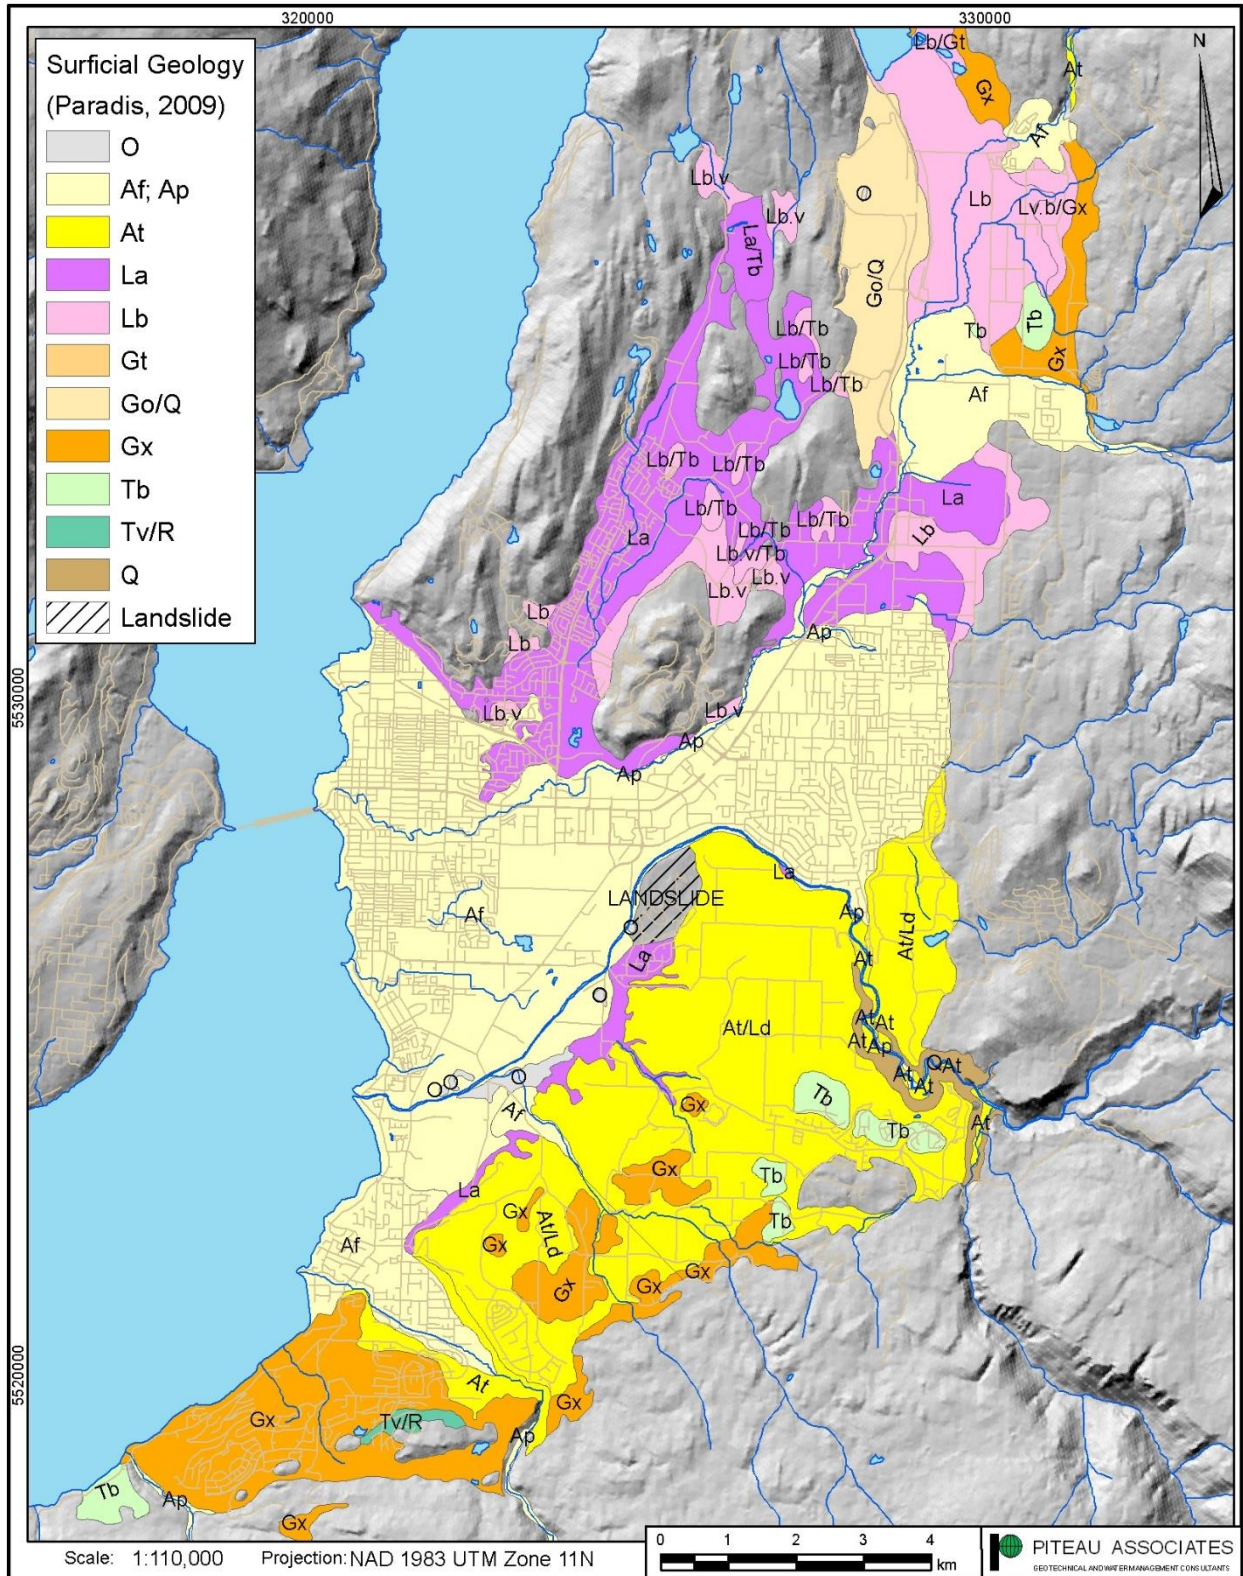 320000
330000
Surficial Geology
(Paradis, 2009)
O
Af; Ap
At
La
Lb
Gt
Go/Q
Gx
Tb
Tv/R
Q
Landslide
N
Lb/Gt
Gx
At
Af
Lb.v
Lb.v
O
Lb
Lv.b/Gx
La/Tb
Go/Q
Lb/Tb
Tb
Tb
Lb/Tb
Gx
Lb/Tb
Af
Lb/Tb
Lb/Tb
Lb/Tb
La
Lb/Tb
Lb/Tb
Lb
La
Lb.v/Tb
Lb.v
Lb.v
Lb
Lb
Ap
5530000
Lb.v
Lb.v
Ap
Ap
La
LANDSLIDE
Af
Ap
O
At/Ld
La
At
O
At/Ld
At
At
At
Ap
Q
At
O
O
O
At
At
Gx
Tb
Af
At
Tb
Gx
Tb
La
Gx
Tb
At/Ld
Af
Gx
Gx
Gx
Gx
5520000
At
Gx
Gx
Tv/R
Ap
Tb
Ap
Gx
Scale: 1:110,000
Projection: NAD 1983 UTM Zone 11N
0 1 2 3 4
km
PITEAU ASSOCIATES
GEOTECHNICAL AND WATER MANAGEMENT CONSULTANTS